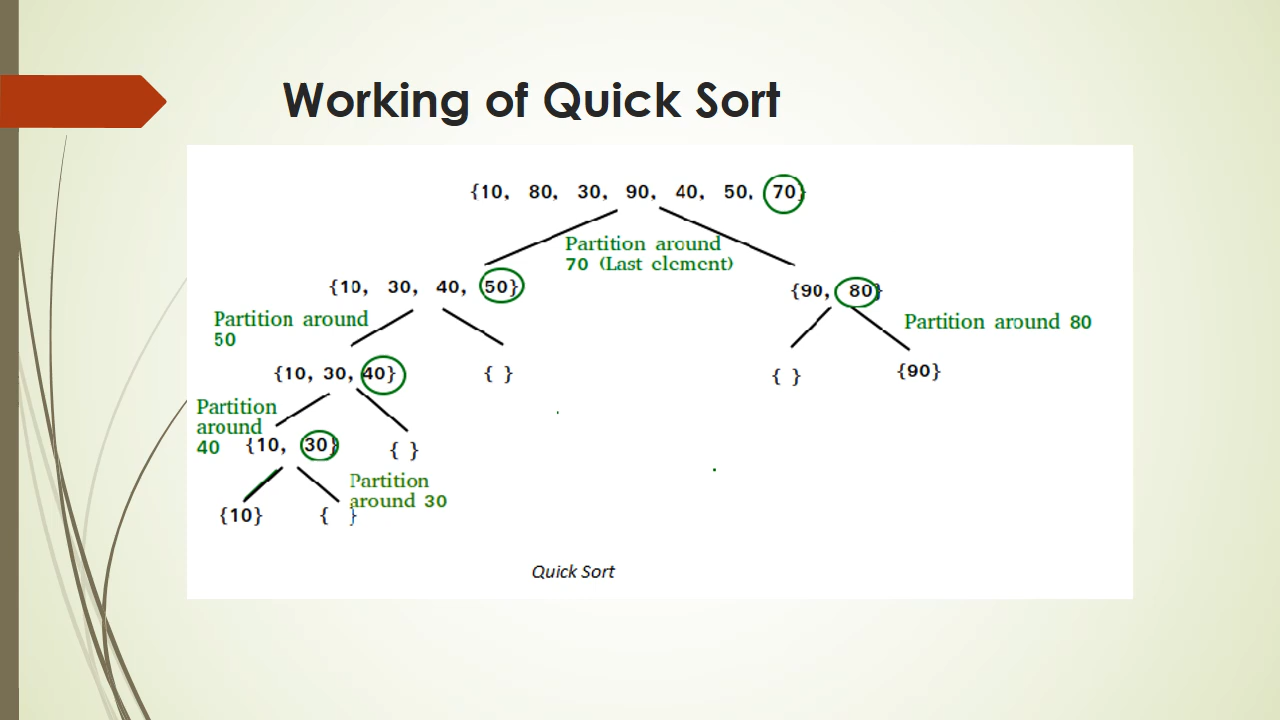 Working of Quick Sort
{10, 80, 30, 90, 40, 50, 70}
Partition around
70 (Last element)
{10, 30, 40, 50}
{90, 80}
Partition around
50
Partition around 80
{10, 30, 40}
{ }
{ }
{90}
Partition
around
40
{10, 30}
{ }
Partition
around 30
{10}
{ }
Quick Sort